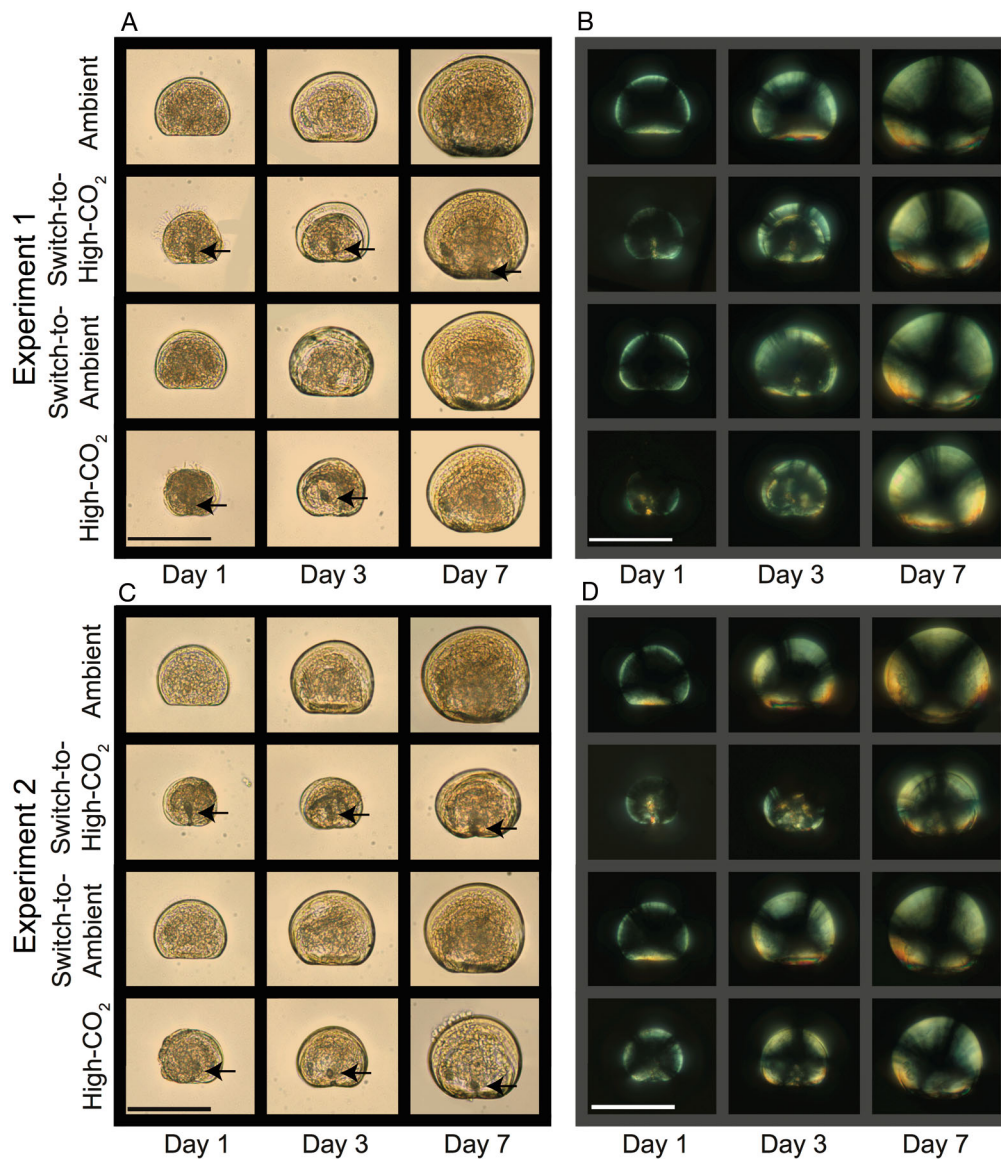 A
B
Experiment 1
Ambient
Switch-to-
High-CO₂
Switch-to-
Ambient
High-CO₂
Day 1
Day 3
Day 7
Day 1
Day 3
Day 7
C
D
Experiment 2
Ambient
Switch-to-
High-CO₂
Switch-to-
Ambient
High-CO₂
Day 1
Day 3
Day 7
Day 1
Day 3
Day 7